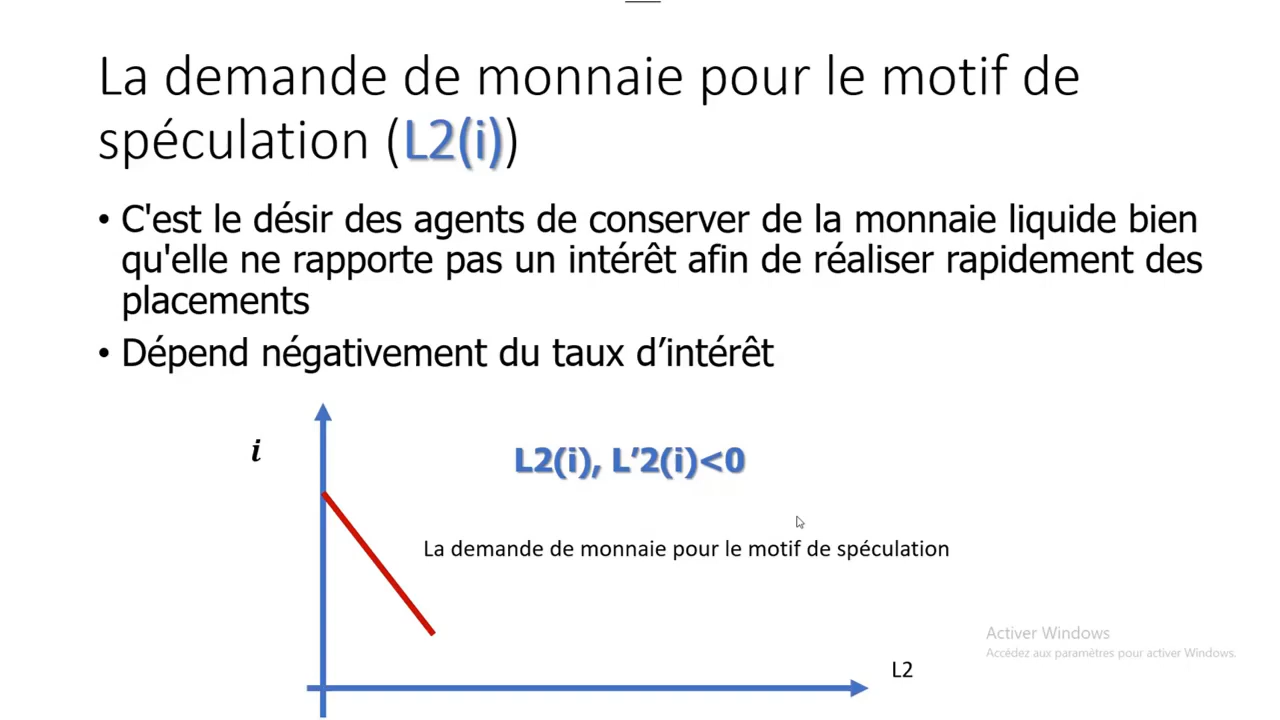 La demande de monnaie pour le motif de
spéculation (L2(i))
• C'est le désir des agents de conserver de la monnaie liquide bien
qu'elle ne rapporte pas un intérêt afin de réaliser rapidement des
placements
• Dépend négativement du taux d’intérêt
i
L2(i), L’2(i)<0
La demande de monnaie pour le motif de spéculation
Activer Windows
Accédez aux paramètres pour activer Windows.
L2